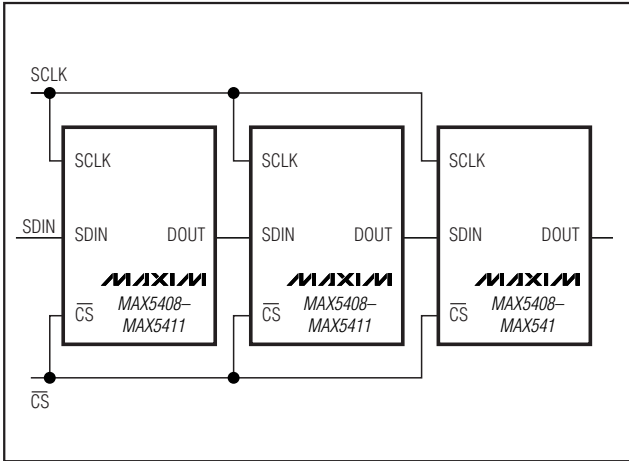 SCLK
SCLK
SCLK
SCLK
SDIN
SDIN
DOUT
SDIN
DOUT
SDIN
DOUT
MAXIM
MAXIM
MAXIM
CS
MAX5408–
MAX5411
CS
MAX5408–
MAX5411
CS
MAX5408–
MAX541
CS